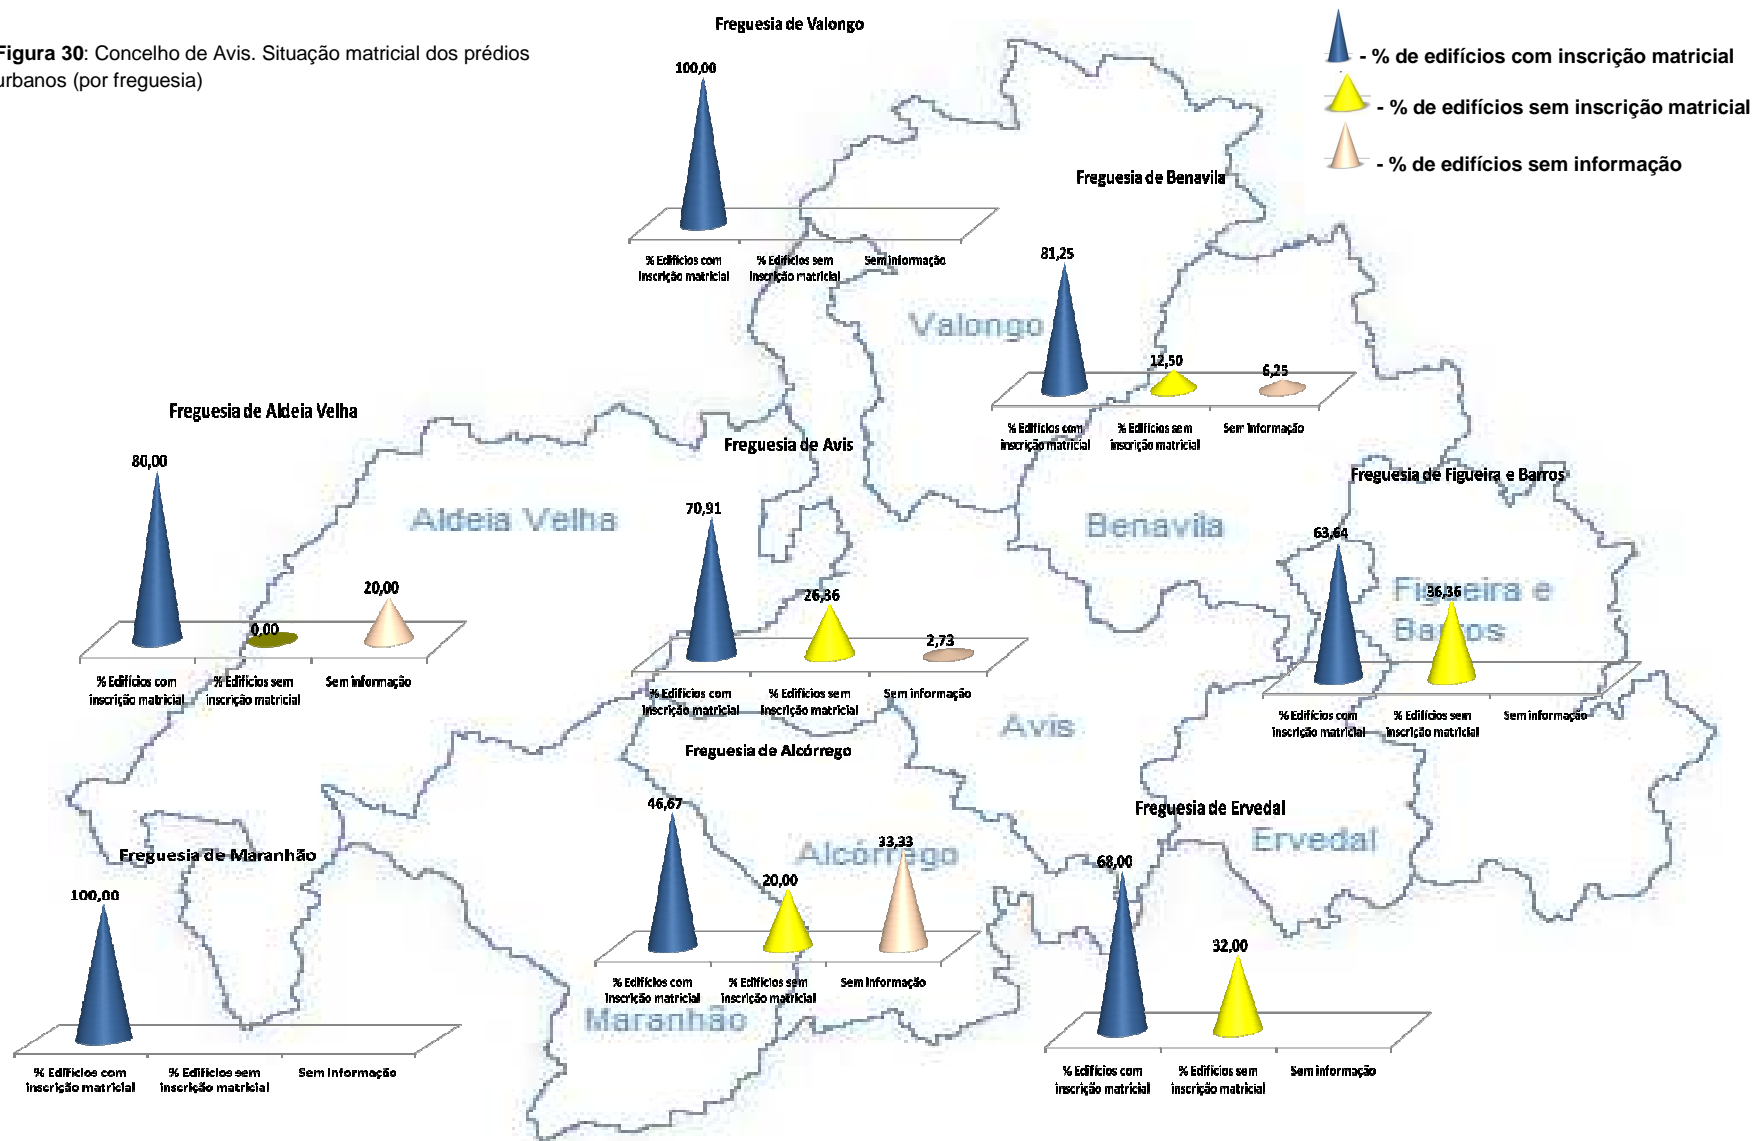 Figura 30: Concelho de Avis. Situação matricial dos prédios
urbanos (por freguesia)
- % de edifícios com inscrição matricial
- % de edifícios sem inscrição matricial
- % de edifícios sem informação
Freguesia de Valongo
100,00
% Edifícios com
inscrição matricial
% Edifícios sem
inscrição matricial
Sem informação
Freguesia de Benavila
81,25
12,50
6,25
% Edifícios com
inscrição matricial
% Edifícios sem
inscrição matricial
Sem informação
Valongo
Freguesia de Aldeia Velha
80,00
0,00
20,00
% Edifícios com
inscrição matricial
% Edifícios sem
inscrição matricial
Sem informação
Aldeia Velha
Freguesia de Avis
70,91
26,36
2,73
% Edifícios com
inscrição matricial
% Edifícios sem
inscrição matricial
Sem informação
Benavila
Freguesia de Figueira e Barros
63,64
36,36
% Edifícios com
inscrição matricial
% Edifícios sem
inscrição matricial
Sem informação
Figueira e
Barros
Avis
Freguesia de Alcórrego
46,67
20,00
33,33
% Edifícios com
inscrição matricial
% Edifícios sem
inscrição matricial
Sem informação
Alcórrego
Freguesia de Ervedal
68,00
32,00
% Edifícios com
inscrição matricial
% Edifícios sem
inscrição matricial
Sem informação
Ervedal
Freguesia de Maranhão
100,00
% Edifícios com
inscrição matricial
% Edifícios sem
inscrição matricial
Sem informação
Maranhão